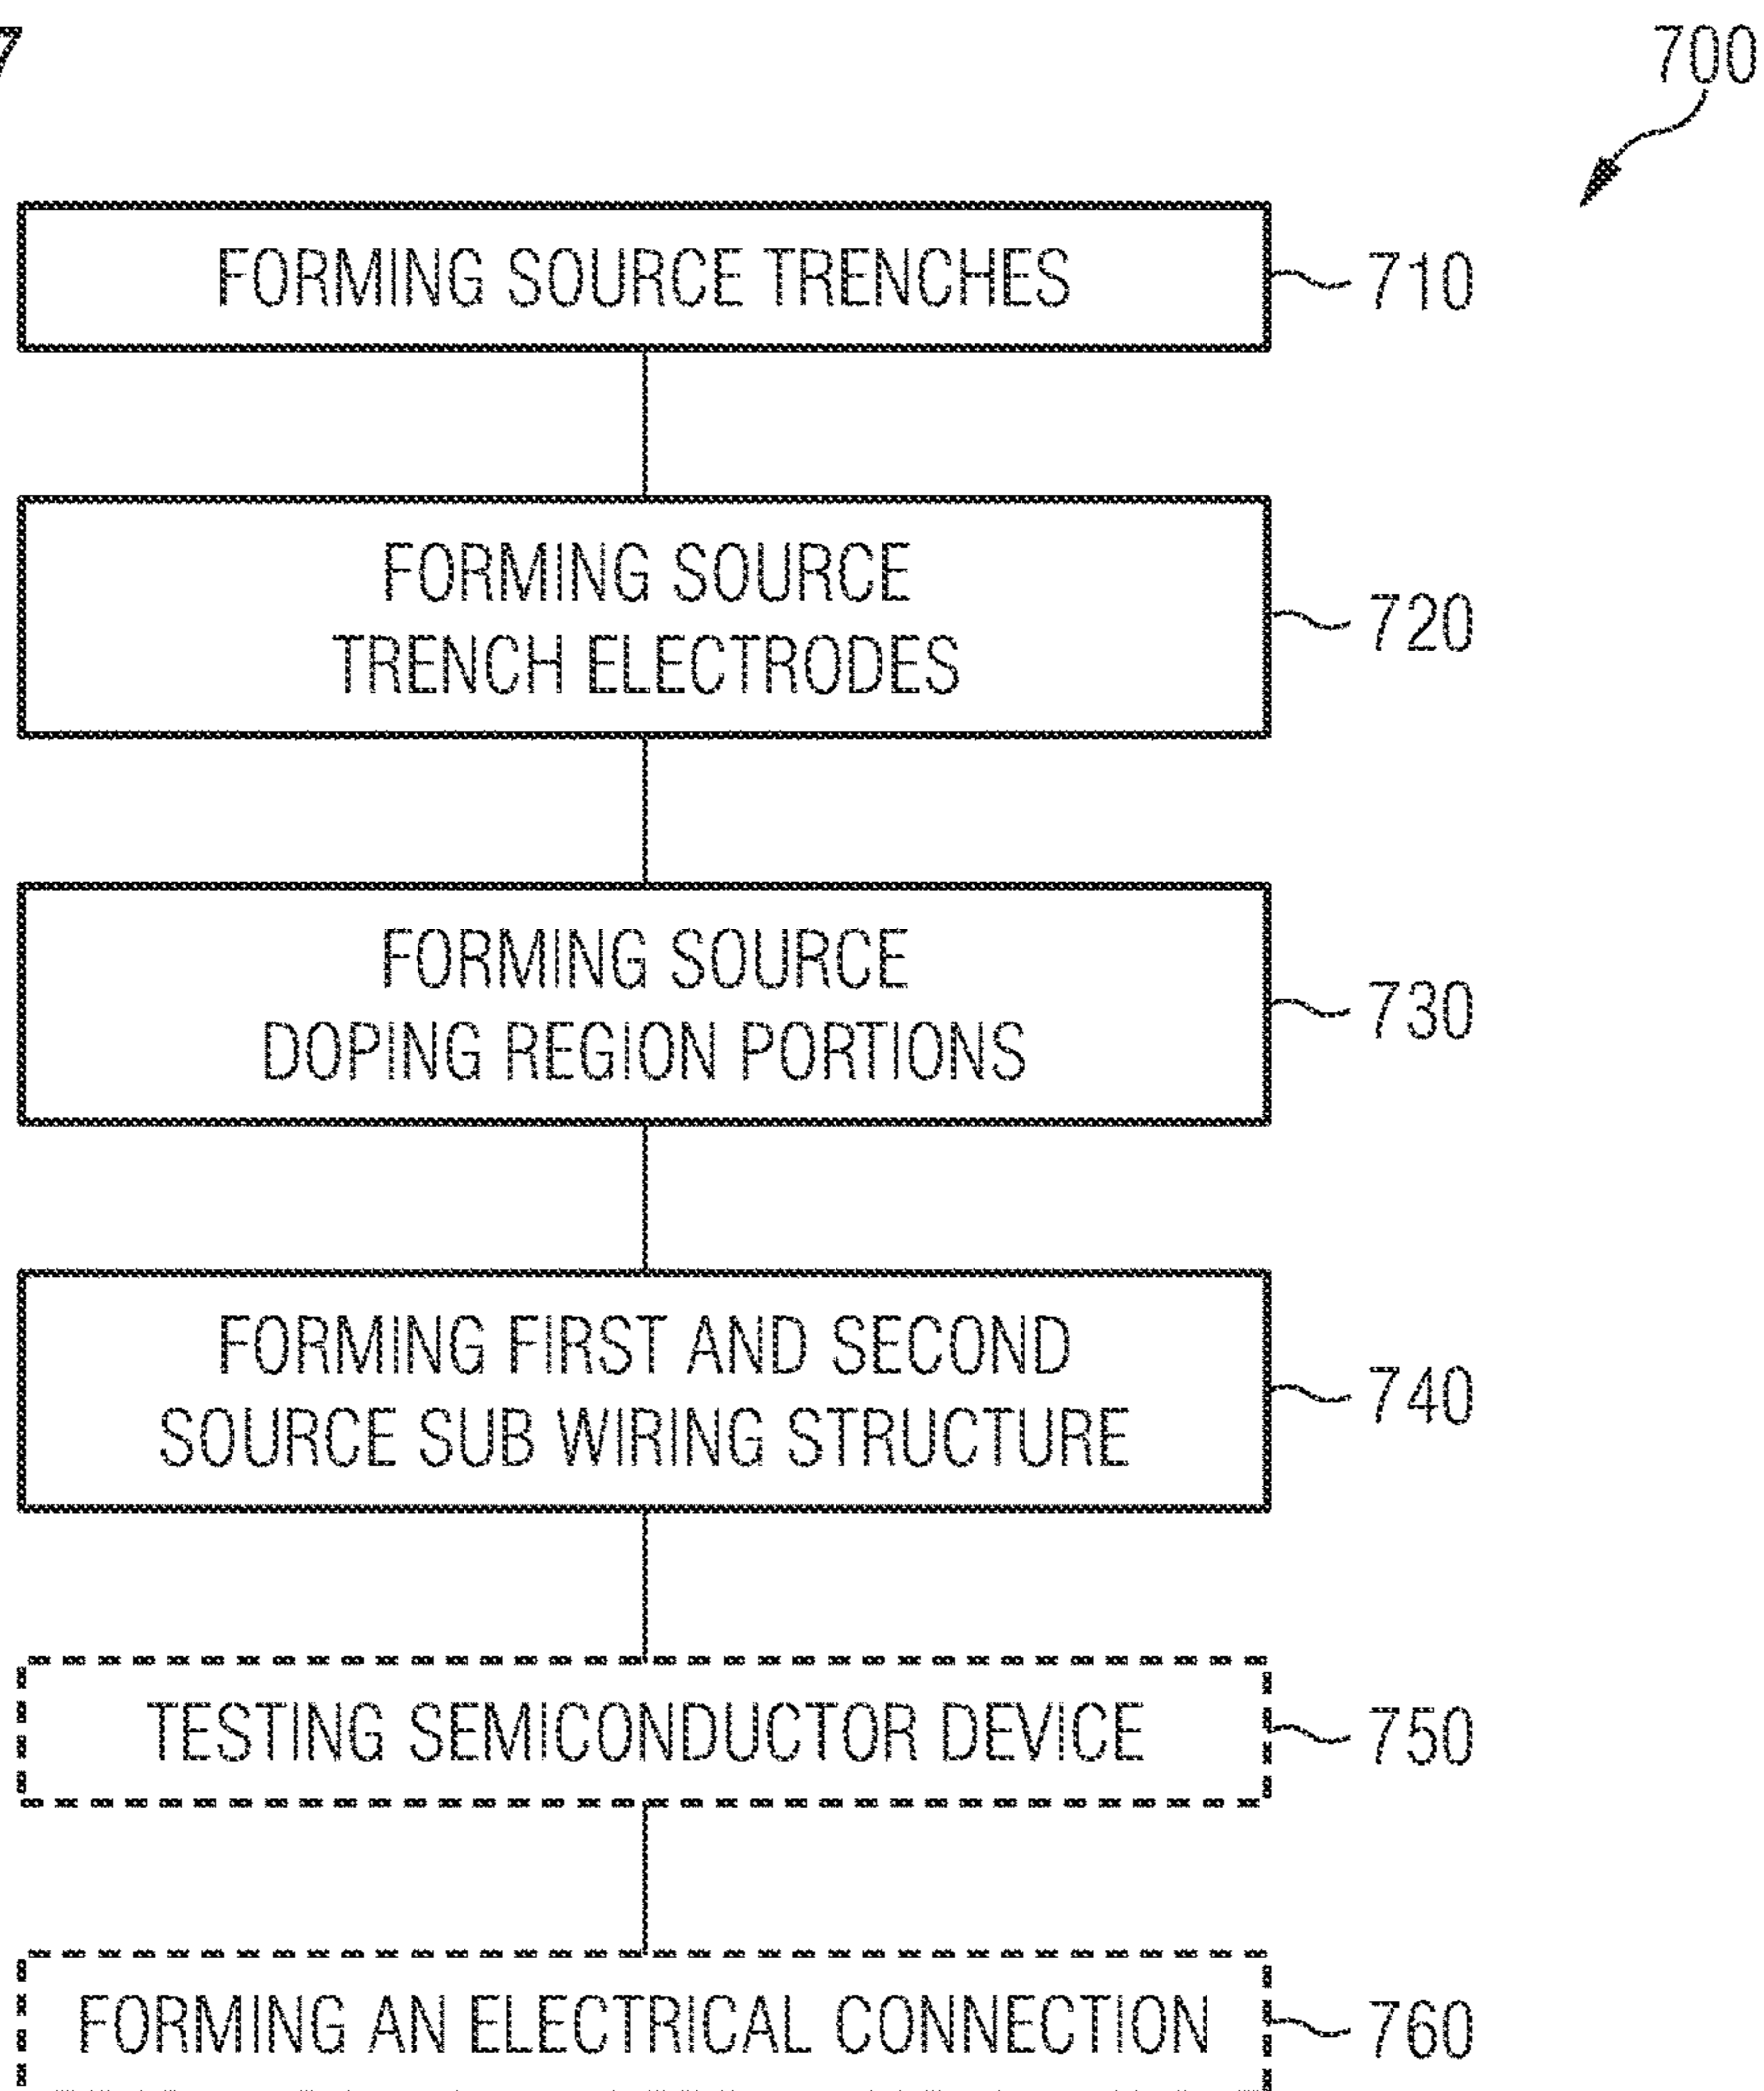 7
700
FORMING SOURCE TRENCHES
710
FORMING SOURCE
TRENCH ELECTRODES
720
FORMING SOURCE
DOPING REGION PORTIONS
730
FORMING FIRST AND SECOND
SOURCE SUB WIRING STRUCTURE
740
TESTING SEMICONDUCTOR DEVICE
750
FORMING AN ELECTRICAL CONNECTION
760